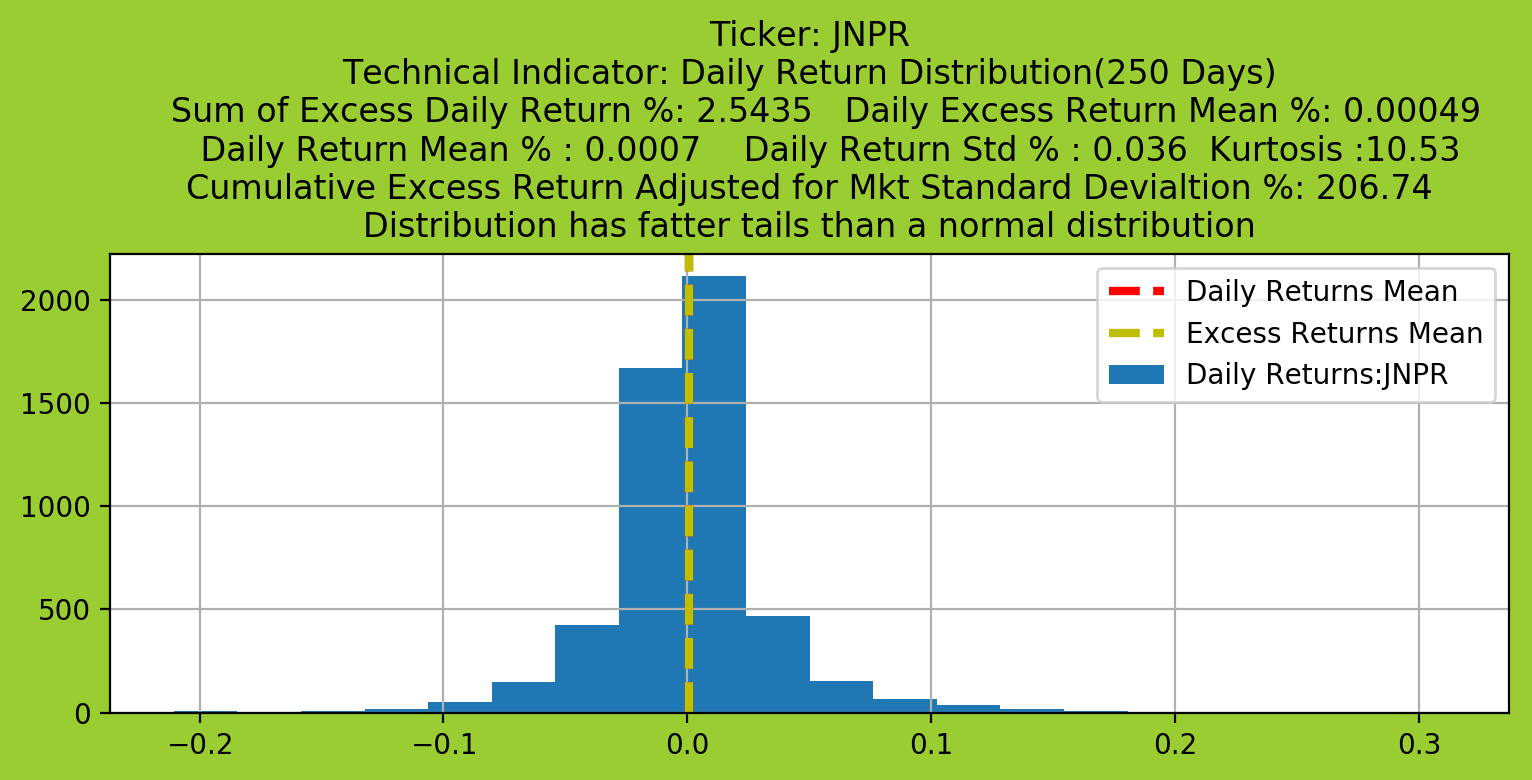 Ticker: JNPR
Technical Indicator: Daily Return Distribution(250 Days)
Sum of Excess Daily Return %: 2.5435   Daily Excess Return Mean %: 0.00049
Daily Return Mean % : 0.0007    Daily Return Std % : 0.036  Kurtosis :10.53
Cumulative Excess Return Adjusted for Mkt Standard Devialtion %: 206.74
Distribution has fatter tails than a normal distribution
Daily Returns Mean
Excess Returns Mean
Daily Returns:JNPR
2000
1500
1000
500
0
−0.2 −0.1 0.0 0.1 0.2 0.3